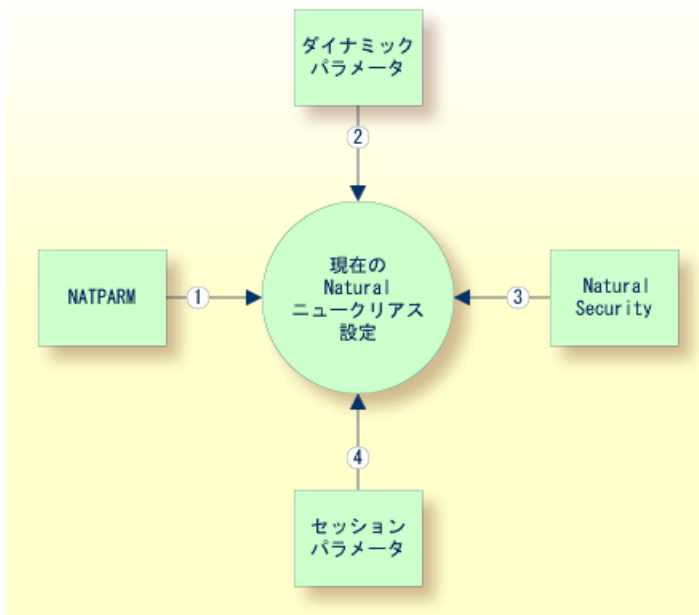 ダイナミック
パラメータ
2
NATPARM
1
現在の
Natural
ニュークリアス
設定
3
Natural
Security
4
セッション
パラメータ